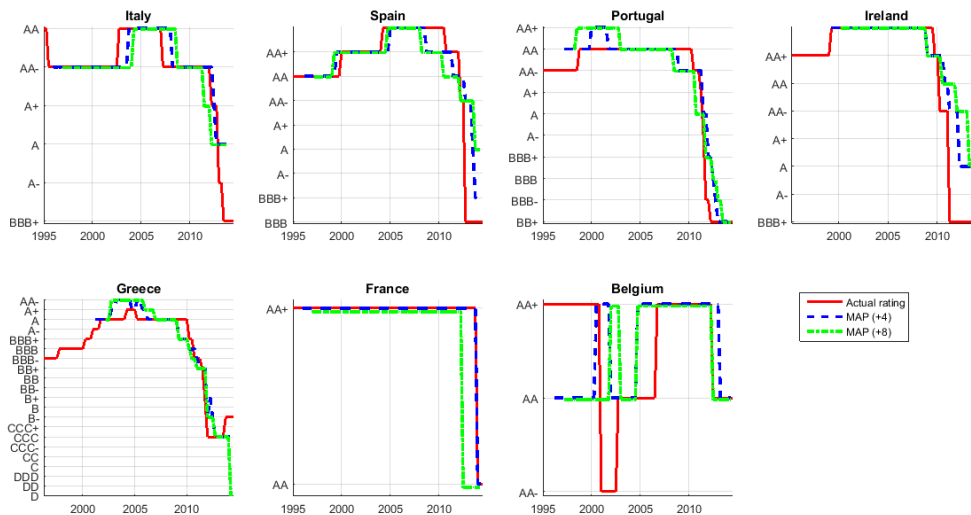 Italy
AA
AA-
A+
A
A-
BBB+
1995
2000
2005
2010
Spain
AA+
AA
AA-
A+
A
A-
BBB+
BBB
1995
2000
2005
2010
Portugal
AA+
AA
AA-
A+
A
A-
BBB+
BBB
BBB-
BB+
1995
2000
2005
2010
Ireland
AA+
AA
AA-
A+
A
A-
BBB+
2000
2005
2010
Greece
AA-
A+
A
A-
BBB+
BBB
BBB-
BB+
BB
BB-
B+
B
B-
CCC+
CCC
CCC-
CC
C
DDD
DD
D
2000
2005
2010
France
AA+
AA
1995
2000
2005
2010
Belgium
AA+
AA
AA-
1995
2000
2005
2010
Actual rating
MAP (+4)
MAP (+8)